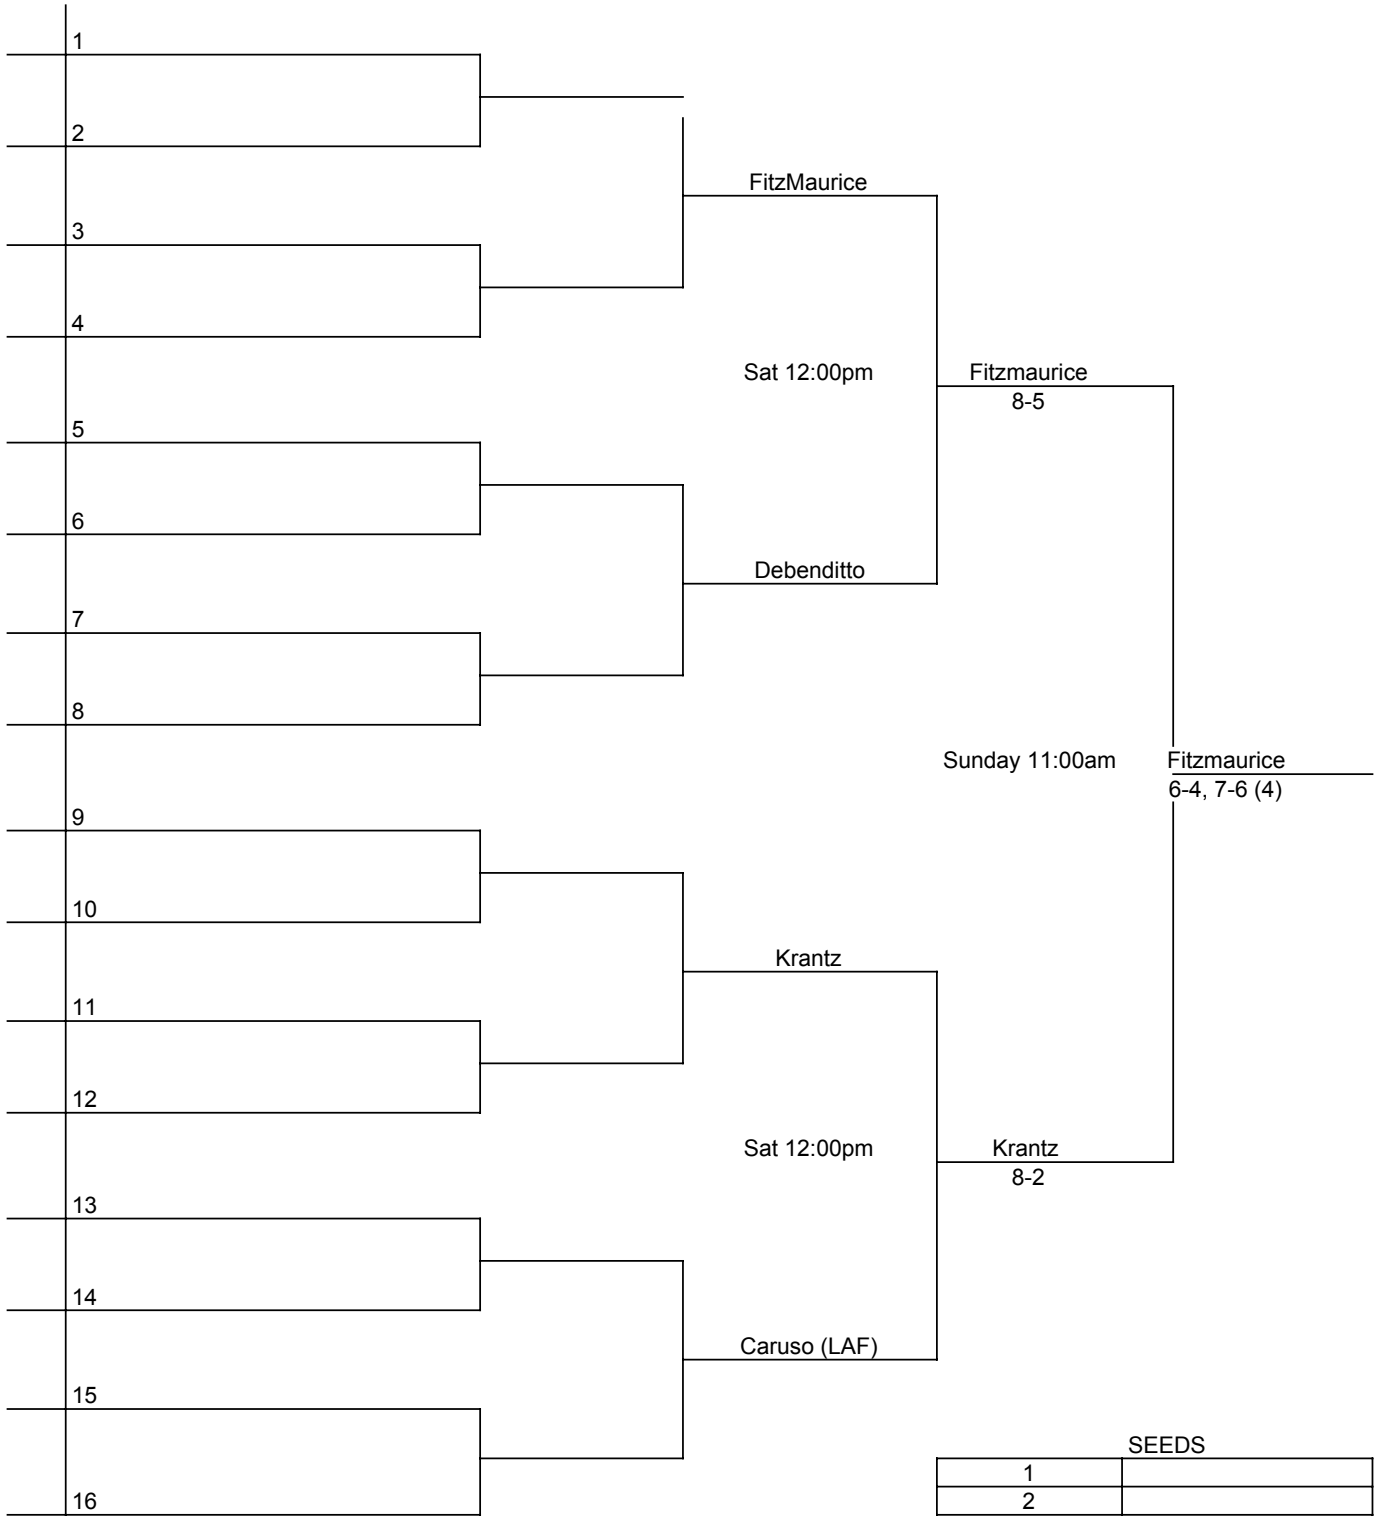 1
2
FitzMaurice
3
4
Sat 12:00pm
Fitzmaurice
8-5
5
6
Debenditto
7
8
Sunday 11:00am
Fitzmaurice
6-4, 7-6 (4)
9
10
Krantz
11
12
Sat 12:00pm
Krantz
8-2
13
14
Caruso (LAF)
15
16
SEEDS
1
2